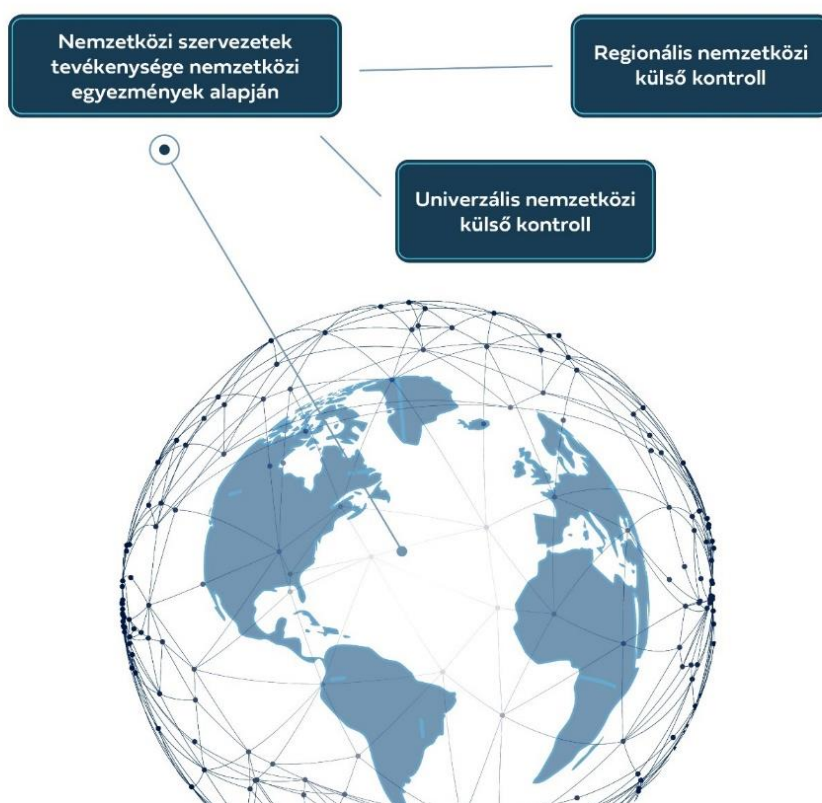 Nemzetközi szervezetek
tevékenysége nemzetközi
egyezmények alapján
Regionális nemzetközi
külső kontroll
Univerzális nemzetközi
külső kontroll